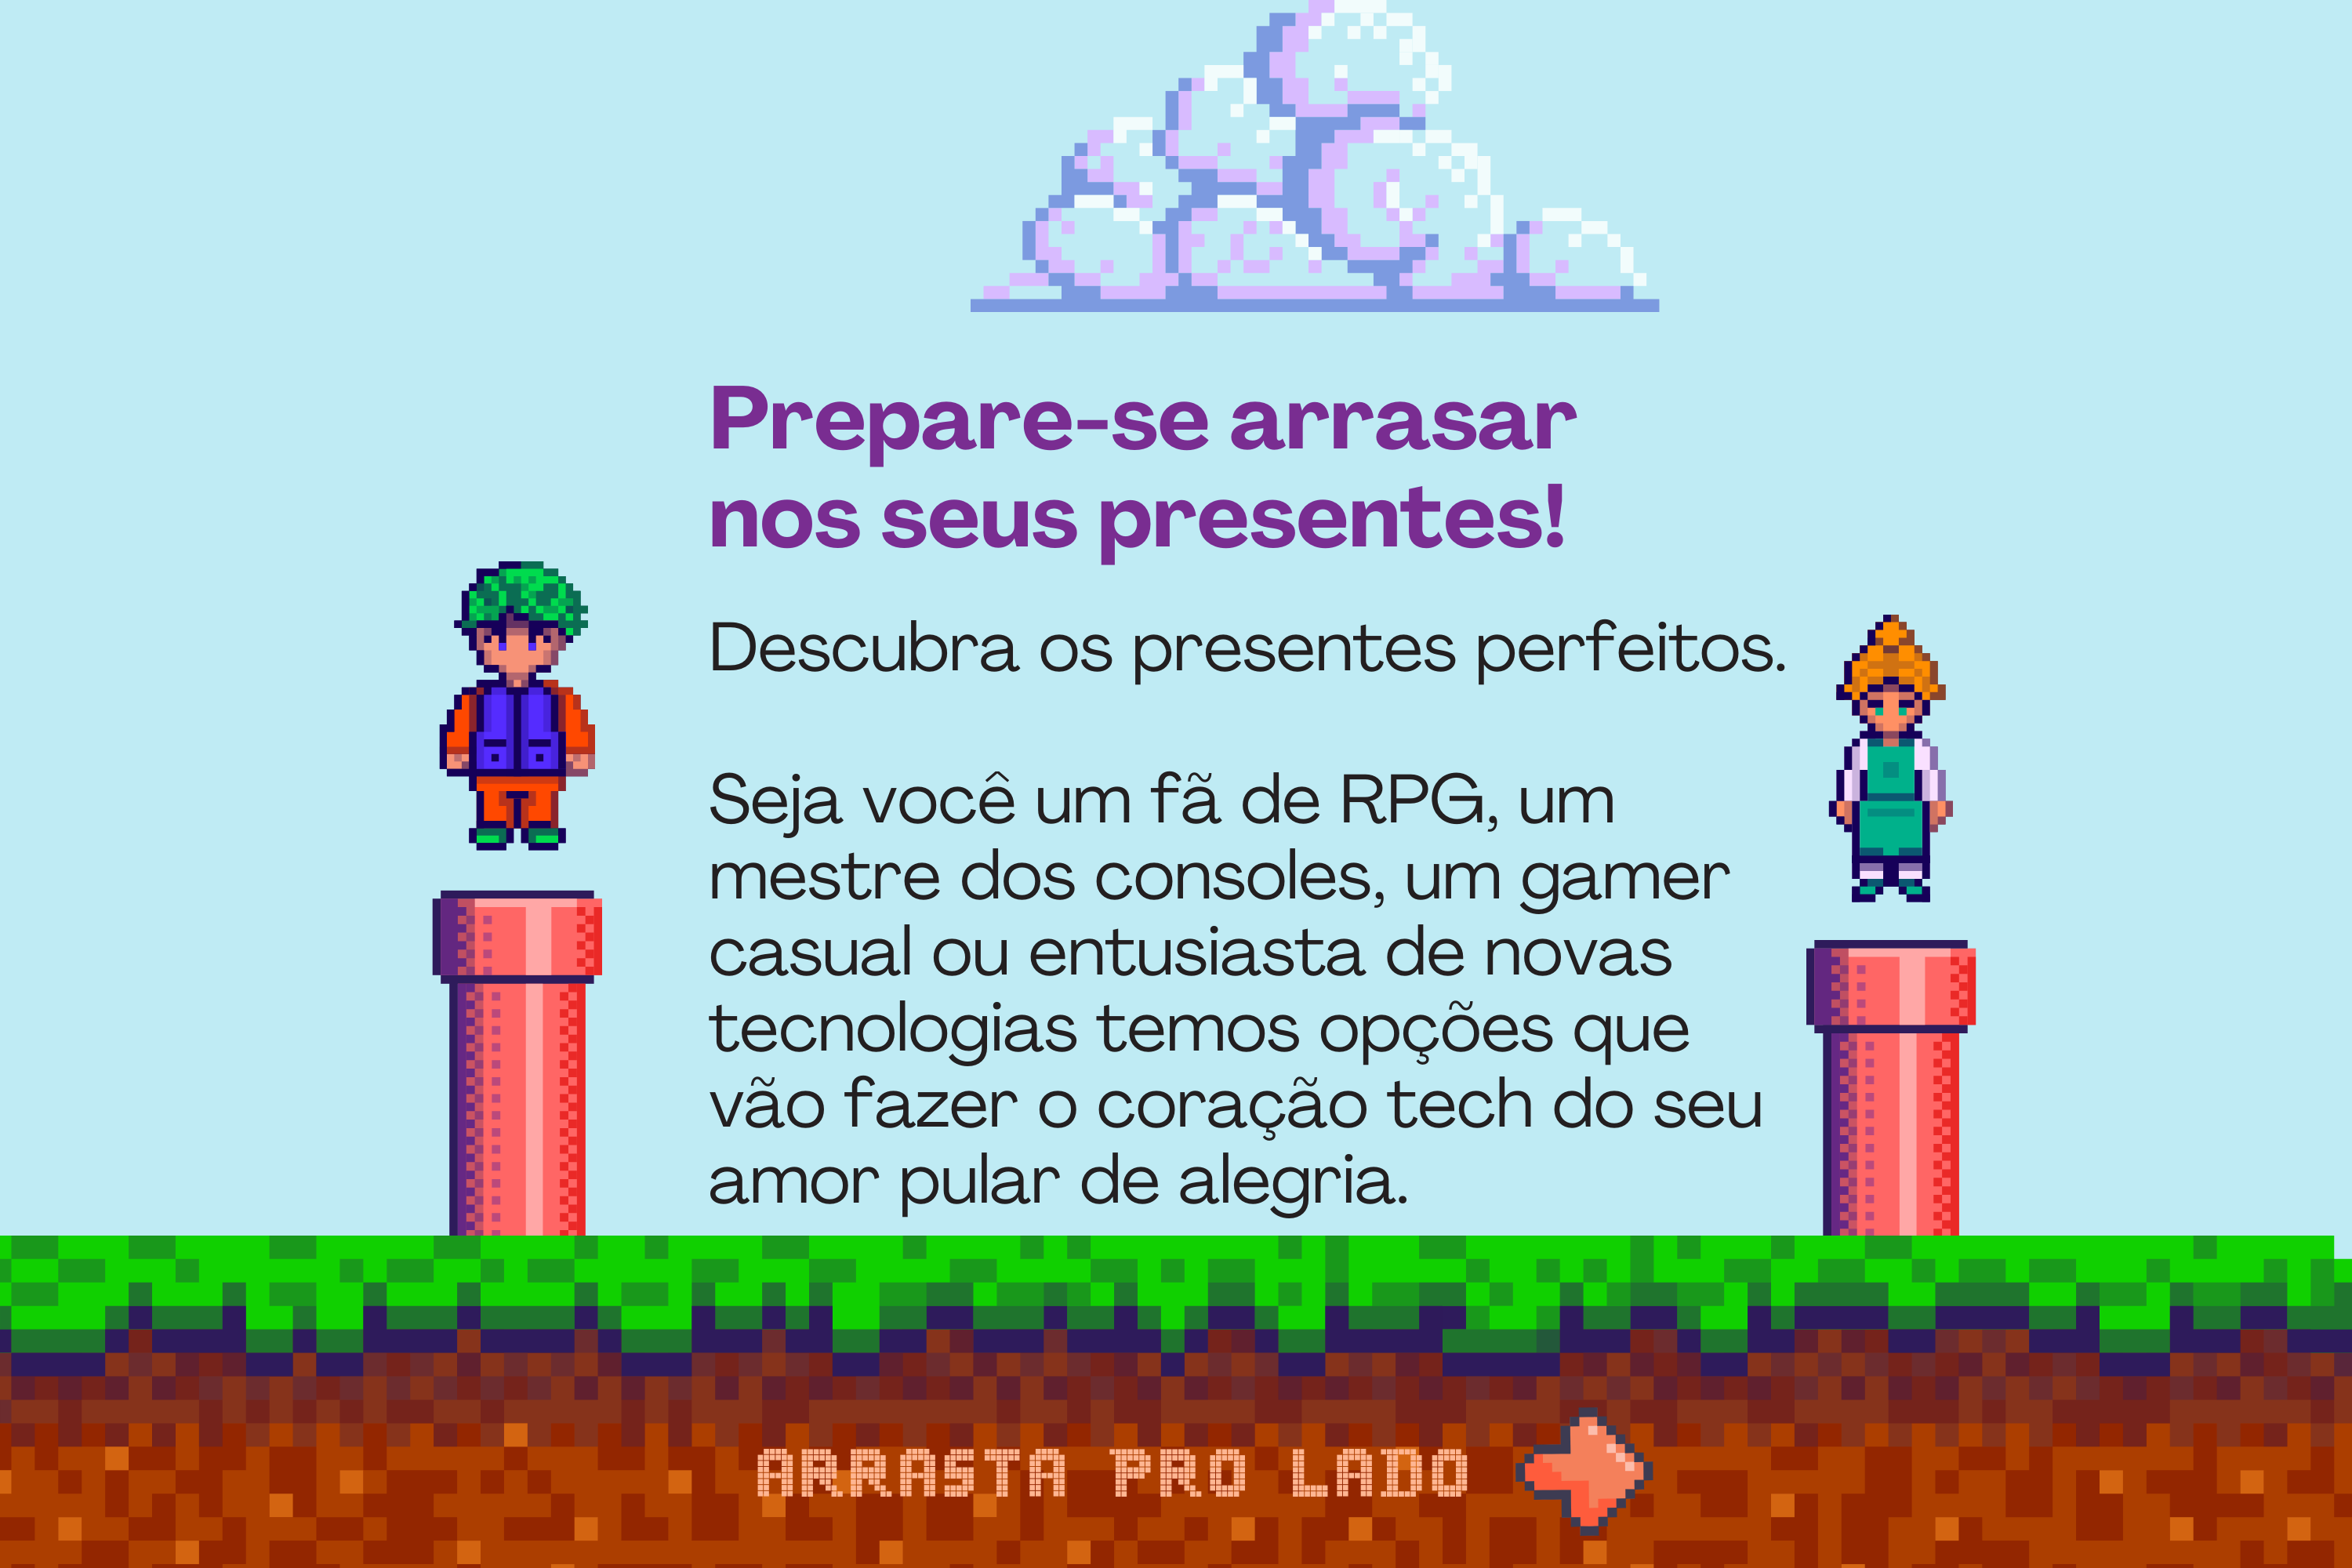 Prepare-se arrasar
nos seus presentes!
Descubra os presentes perfeitos.
Seja você um fã de RPG, um
mestre dos consoles, um gamer
casual ou entusiasta de novas
tecnologias temos opções que
vão fazer o coração tech do seu
amor pular de alegria.
ARRASTA PRO LADO